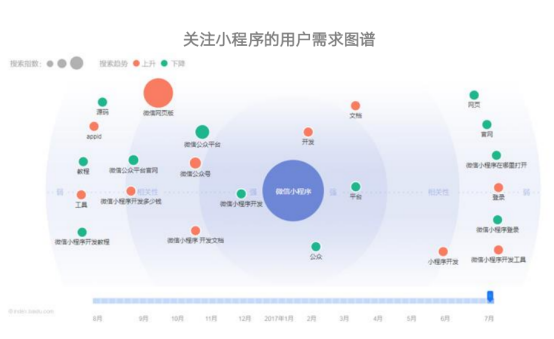 关注小程序的用户需求图谱
搜索指数：
搜索趋势
上升
下降
源码
微信网页版
文档
网页
appid
微信公众平台
开发
官网
教程
微信公众平台官网
微信公众号
微信小程序在哪里打开
弱
相关性
强
微信小程序
强
平台
相关性
弱
工具
微信小程序开发多少钱
微信小程序开发
登录
微信小程序开发教程
微信小程序 开发文档
公众
微信小程序登录
小程序开发
微信小程序开发工具
8月
9月
10月
11月
12月
2017年1月
2月
3月
4月
5月
6月
7月